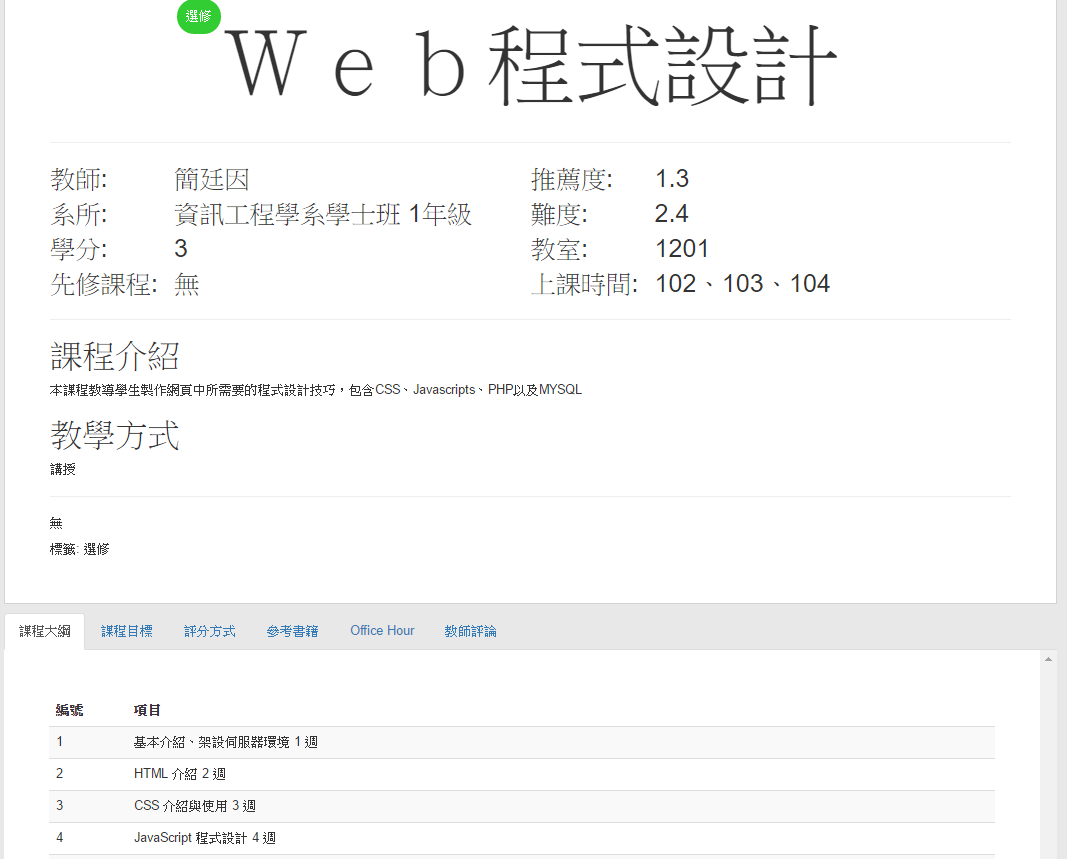 選修
Ｗｅｂ程式設計
教師: 簡廷因 推薦度: 1.3
系所: 資訊工程學系學士班 1年級 難度: 2.4
學分: 3 教室: 1201
先修課程: 無 上課時間: 102、103、104
課程介紹
本課程教導學生製作網頁中所需要的程式設計技巧，包含CSS、Javascripts、PHP以及MYSQL
教學方式
講授
無
標籤: 選修
課程大綱 課程目標 評分方式 參考書籍 Office Hour 教師評論
編號 項目
1 基本介紹、架設伺服器環境 1 週
2 HTML 介紹 2 週
3 CSS 介紹與使用 3 週
4 JavaScript 程式設計 4 週